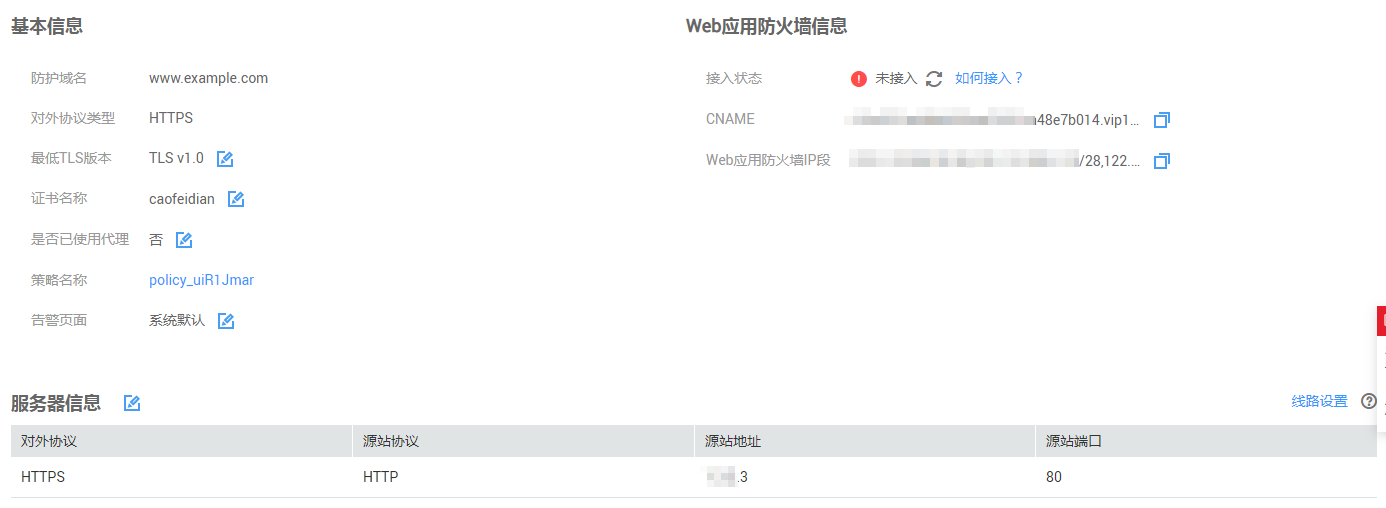 基本信息
防护域名 www.example.com
对外协议类型 HTTPS
最低TLS版本 TLS v1.0
证书名称 caofeidian
是否已使用代理 否
策略名称 policy_uiR1Jmar
告警页面 系统默认
Web应用防火墙信息
接入状态 未接入 如何接入？
CNAME a48e7b014.vip1...
Web应用防火墙IP段 /28,122....
服务器信息
线路设置
对外协议 源站协议 源站地址 源站端口
HTTPS HTTP .3 80